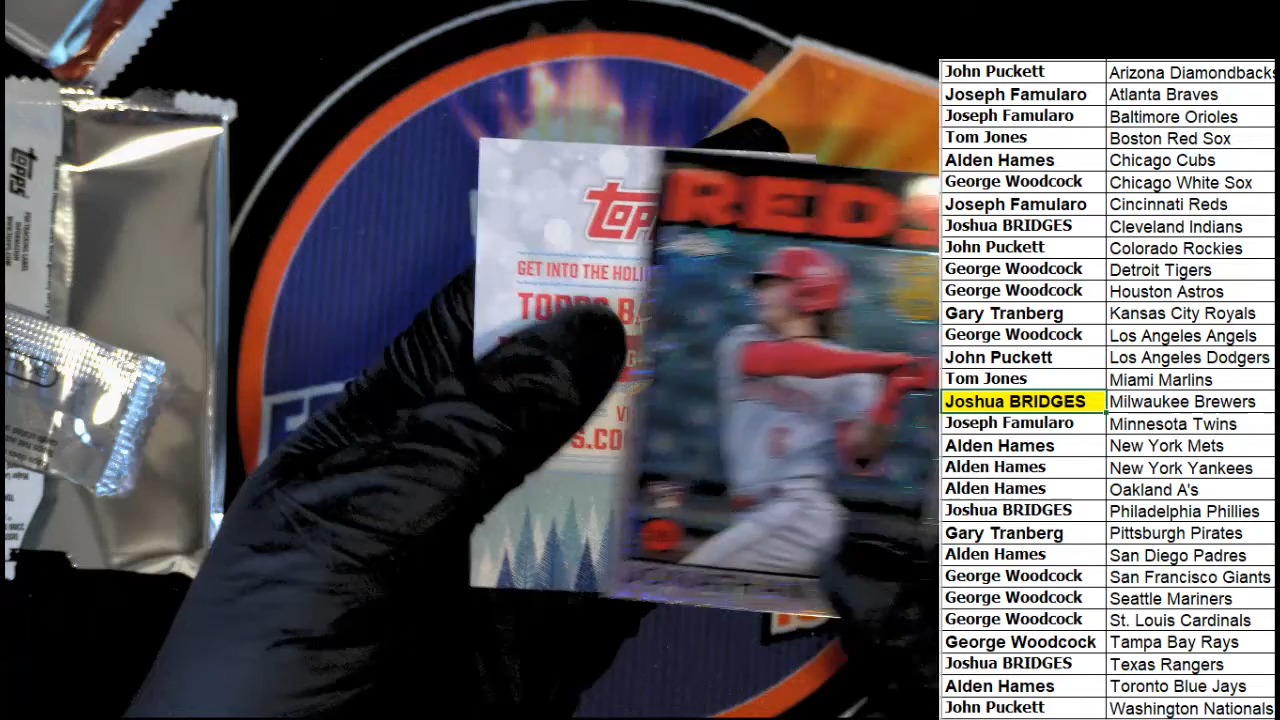 topps
GET INTO THE HOLI
TOPPS BA
S.CO
REDS
John Puckett Arizona Diamondbacks
Joseph Famularo Atlanta Braves
Joseph Famularo Baltimore Orioles
Tom Jones Boston Red Sox
Alden Hames Chicago Cubs
George Woodcock Chicago White Sox
Joseph Famularo Cincinnati Reds
Joshua BRIDGES Cleveland Indians
John Puckett Colorado Rockies
George Woodcock Detroit Tigers
George Woodcock Houston Astros
Gary Tranberg Kansas City Royals
George Woodcock Los Angeles Angels
John Puckett Los Angeles Dodgers
Tom Jones Miami Marlins
Joshua BRIDGES Milwaukee Brewers
Joseph Famularo Minnesota Twins
Alden Hames New York Mets
Alden Hames New York Yankees
Alden Hames Oakland A's
Joshua BRIDGES Philadelphia Phillies
Gary Tranberg Pittsburgh Pirates
Alden Hames San Diego Padres
George Woodcock San Francisco Giants
George Woodcock Seattle Mariners
George Woodcock St. Louis Cardinals
George Woodcock Tampa Bay Rays
Joshua BRIDGES Texas Rangers
Alden Hames Toronto Blue Jays
John Puckett Washington Nationals